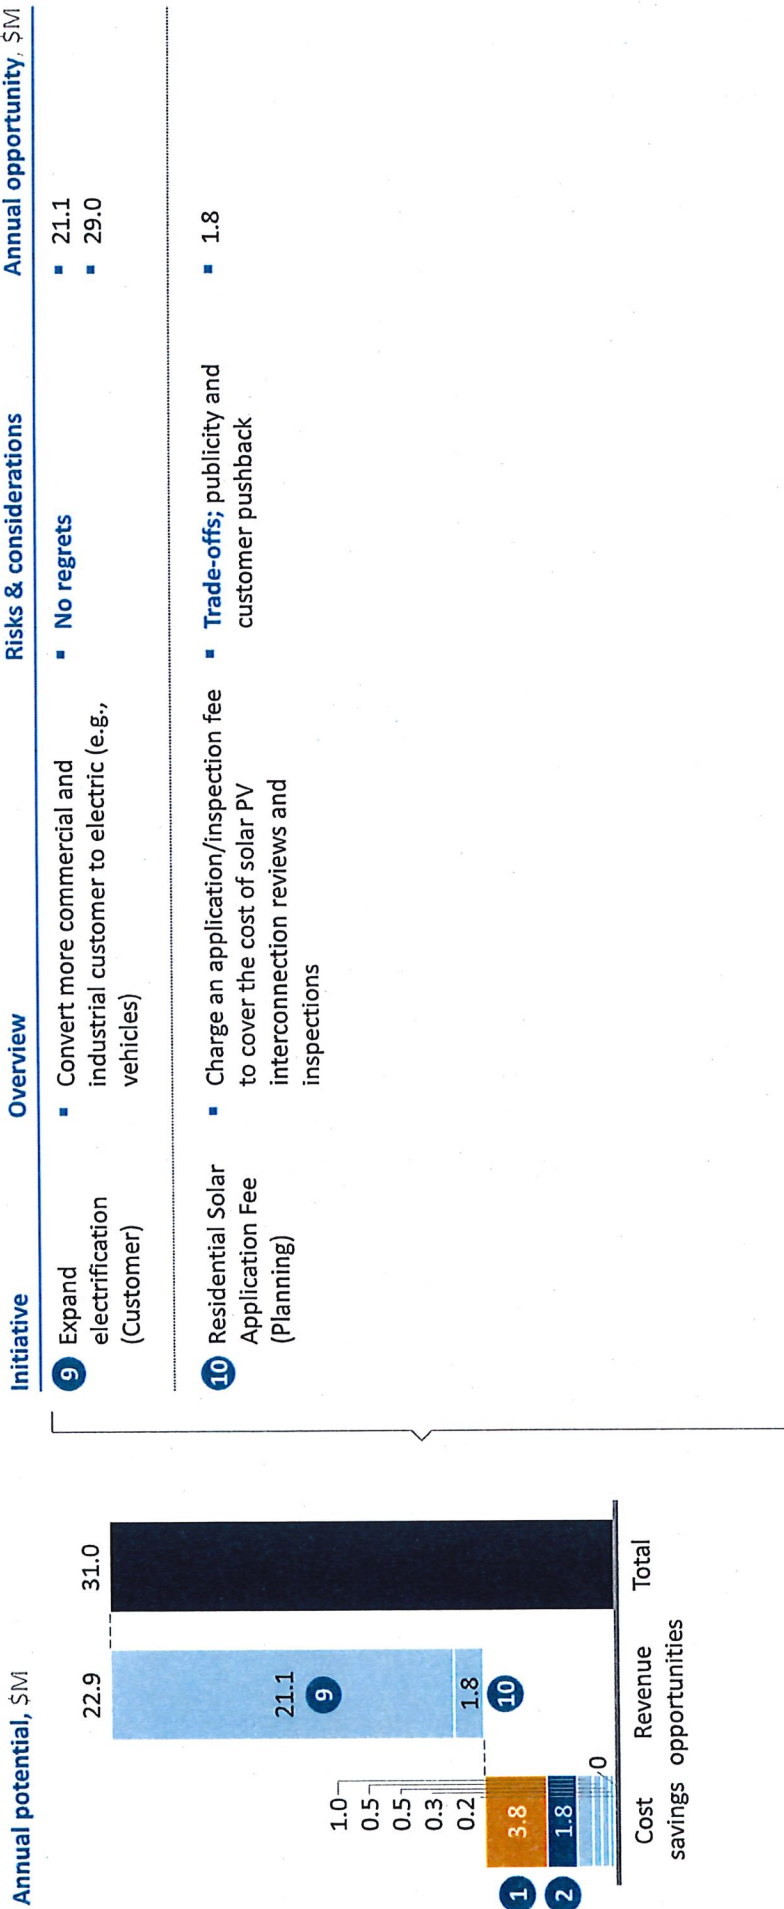 Annual potential, $M
1.0
0.5
0.5
0.3
0.2
3.8
1
1.8
2
0
22.9
21.1
9
1.8
10
31.0
Cost
savings
Revenue
opportunities
Total
Initiative
Overview
Risks & considerations
Annual opportunity, $M
9 Expand
electrification
(Customer)
▪ Convert more commercial and
industrial customer to electric (e.g.,
vehicles)
▪ No regrets
▪ 21.1
▪ 29.0
10 Residential Solar
Application Fee
(Planning)
▪ Charge an application/inspection fee
to cover the cost of solar PV
interconnection reviews and
inspections
▪ Trade-offs; publicity and
customer pushback
▪ 1.8